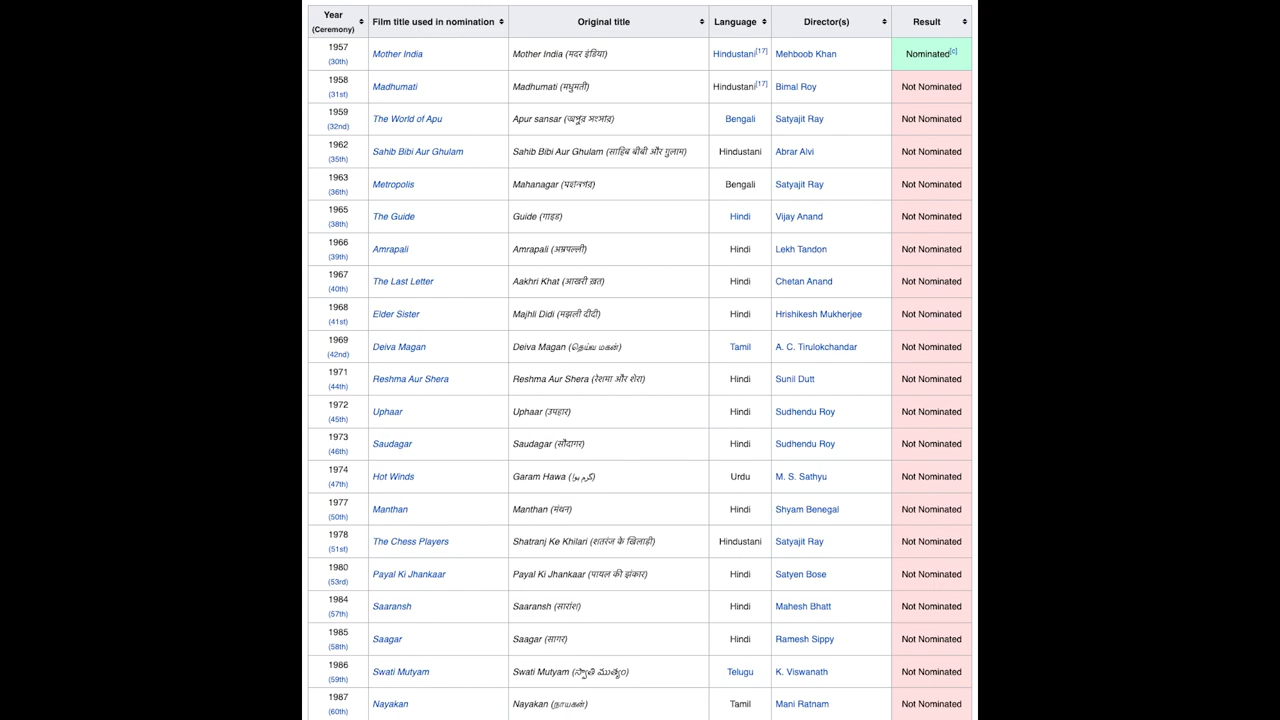 Year (Ceremony) Film title used in nomination Original title Language Director(s) Result
1957 (30th) Mother India Mother India (मदर इंडिया) Hindustani[17] Mehboob Khan Nominated[c]
1958 (31st) Madhumati Madhumati (मधुमती) Hindustani[17] Bimal Roy Not Nominated
1959 (32nd) The World of Apu Apur sansar (অপুর সংসার) Bengali Satyajit Ray Not Nominated
1962 (35th) Sahib Bibi Aur Ghulam Sahib Bibi Aur Ghulam (साहिब बीबी और ग़ुलाम) Hindustani Abrar Alvi Not Nominated
1963 (36th) Metropolis Mahanagar (মহানগর) Bengali Satyajit Ray Not Nominated
1965 (38th) The Guide Guide (गाइड) Hindi Vijay Anand Not Nominated
1966 (39th) Amrapali Amrapali (अम्रपल्ली) Hindi Lekh Tandon Not Nominated
1967 (40th) The Last Letter Aakhri Khat (आखरी ख़त) Hindi Chetan Anand Not Nominated
1968 (41st) Elder Sister Majhli Didi (मझली दीदी) Hindi Hrishikesh Mukherjee Not Nominated
1969 (42nd) Deiva Magan Deiva Magan (தெய்வ மகன்) Tamil A. C. Tirulokchandar Not Nominated
1971 (44th) Reshma Aur Shera Reshma Aur Shera (रेशमा और शेरा) Hindi Sunil Dutt Not Nominated
1972 (45th) Uphaar Uphaar (उपहार) Hindi Sudhendu Roy Not Nominated
1973 (46th) Saudagar Saudagar (सौदागर) Hindi Sudhendu Roy Not Nominated
1974 (47th) Hot Winds Garam Hawa (گرم ہوا) Urdu M. S. Sathyu Not Nominated
1977 (50th) Manthan Manthan (मंथन) Hindi Shyam Benegal Not Nominated
1978 (51st) The Chess Players Shatranj Ke Khilari (शतरंज के खिलाड़ी) Hindustani Satyajit Ray Not Nominated
1980 (53rd) Payal Ki Jhankaar Payal Ki Jhankaar (पायल की झंकार) Hindi Satyen Bose Not Nominated
1984 (57th) Saaransh Saaransh (सारांश) Hindi Mahesh Bhatt Not Nominated
1985 (58th) Saagar Saagar (सागर) Hindi Ramesh Sippy Not Nominated
1986 (59th) Swati Mutyam Swati Mutyam (స్వాతి ముత్యం) Telugu K. Viswanath Not Nominated
1987 (60th) Nayakan Nayakan (நாயகன்) Tamil Mani Ratnam Not Nominated